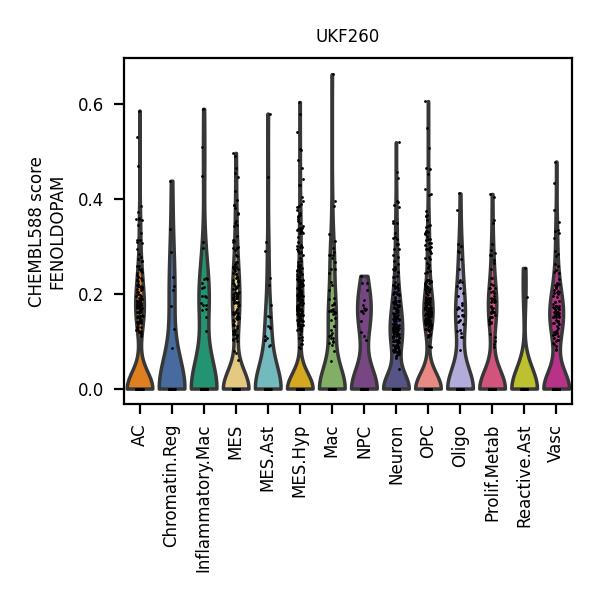 UKF260
CHEMBL588 score
FENOLDOPAM
0.6
0.4
0.2
0.0
AC
Chromatin.Reg
Inflammatory.Mac
MES
MES.Ast
MES.Hyp
Mac
NPC
Neuron
OPC
Oligo
Prolif.Metab
Reactive.Ast
Vasc